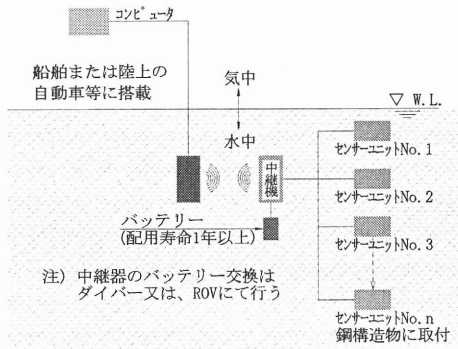 コンピュータ
船舶または陸上の
自動車等に搭載
気中
水中
▽ W.L.
中継機
センサーユニットNo.1
センサーユニットNo.2
センサーユニットNo.3
センサーユニットNo.n
鋼構造物に取付
バッテリー
(配用寿命1年以上)
注) 中継器のバッテリー交換は
ダイバー又は、ROVにて行う